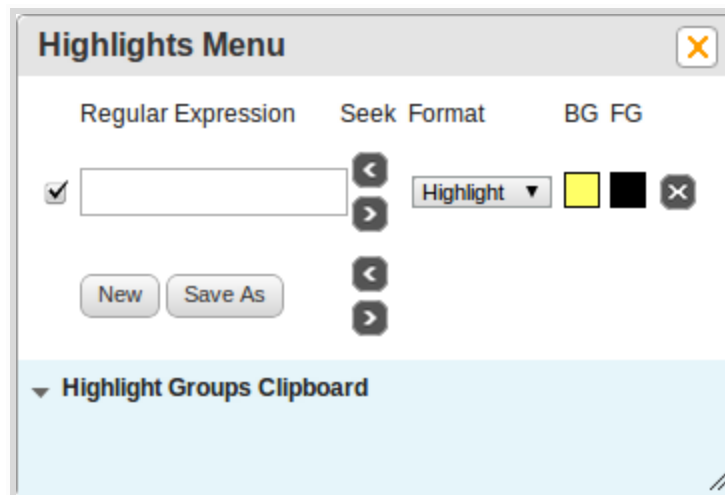 Highlights Menu
Regular Expression Seek Format BG FG
Highlight
New Save As
Highlight Groups Clipboard